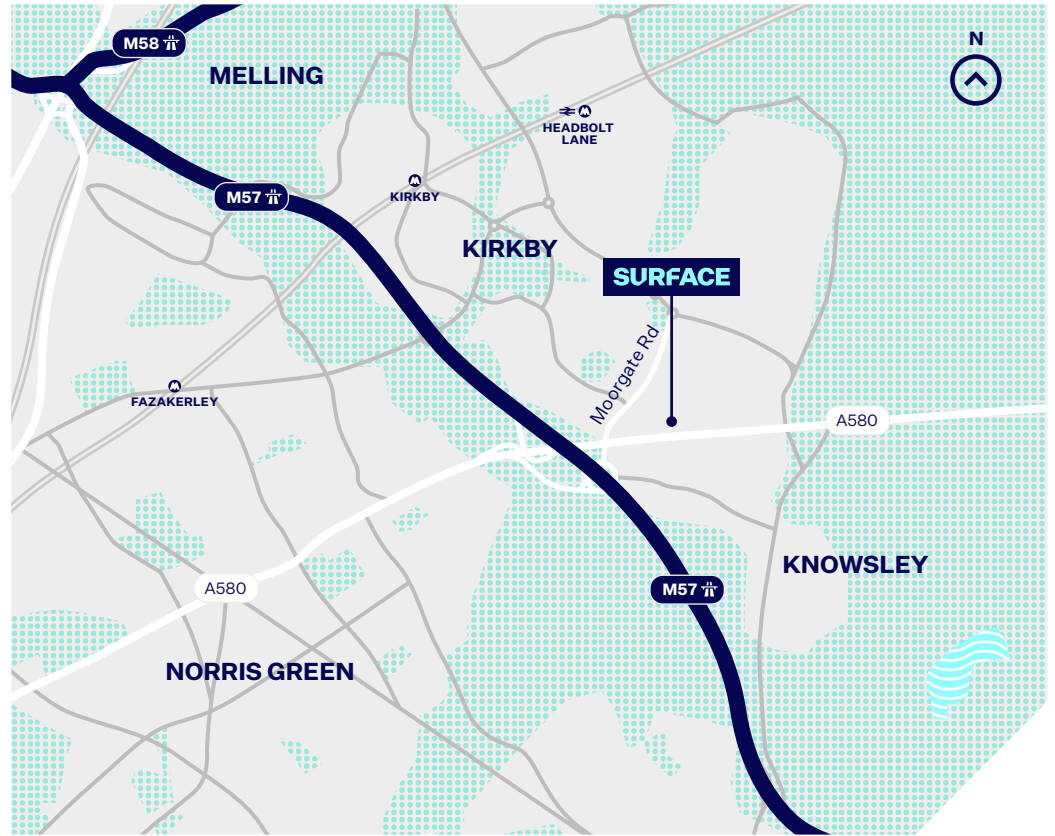 N
M58
MELLING
HEADBOLT
LANE
M57
KIRKBY
KIRKBY
SURFACE
Moorgate Rd
FAZAKERLEY
A580
KNOWSLEY
A580
M57
NORRIS GREEN